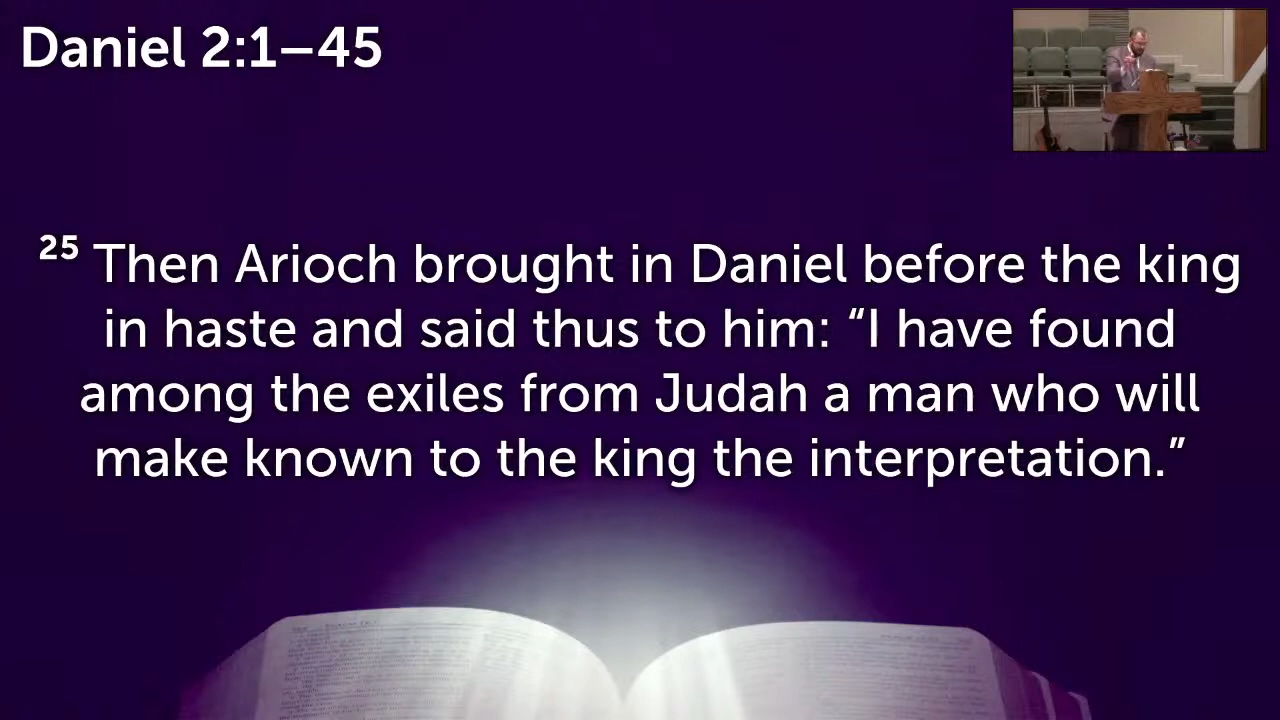 Daniel 2:1–45
25 Then Arioch brought in Daniel before the king
in haste and said thus to him: “I have found
among the exiles from Judah a man who will
make known to the king the interpretation.”